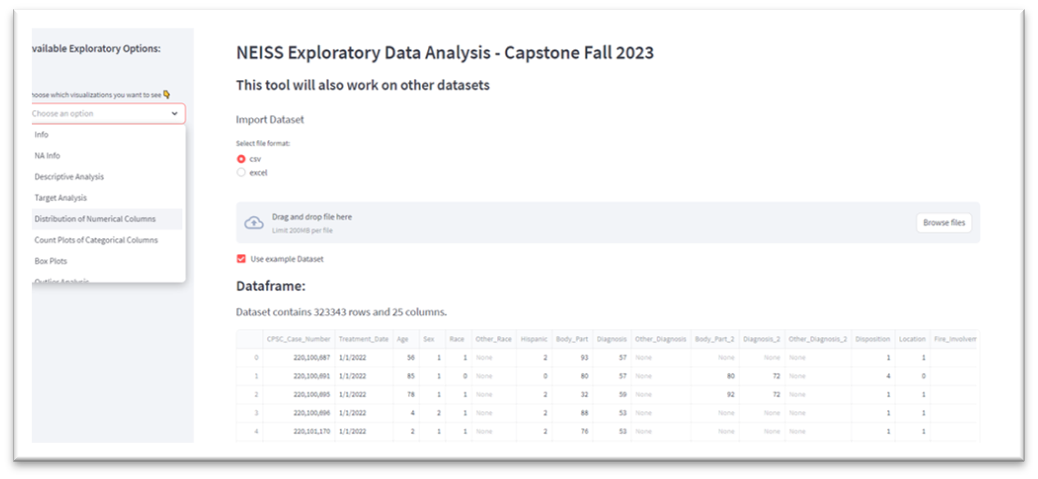 vailable Exploratory Options:
hoose which visualizations you want to see
Choose an option
Info
NA Info
Descriptive Analysis
Target Analysis
Distribution of Numerical Columns
Count Plots of Categorical Columns
Box Plots
Outlier Analysis
NEISS Exploratory Data Analysis - Capstone Fall 2023
This tool will also work on other datasets
Import Dataset
Select file format:
csv
excel
Drag and drop file here
Limit 200MB per file
Browse files
Use example Dataset
Dataframe:
Dataset contains 323343 rows and 25 columns.
CPSC_Case_Number Treatment_Date Age Sex Race Other_Race Hispanic Body_Part Diagnosis Other_Diagnosis Body_Part_2 Diagnosis_2 Other_Diagnosis_2 Disposition Location Fire_Involvem
0 220,100,687 1/1/2022 56 1 1 None 2 93 57 None None None None 1 1
1 220,100,691 1/1/2022 85 1 0 None 0 80 57 None 80 72 None 4 0
2 220,100,695 1/1/2022 78 1 1 None 2 32 59 None 92 72 None 1 1
3 220,100,696 1/1/2022 4 2 1 None 2 88 53 None None None None 1 1
4 220,101,170 1/1/2022 2 1 1 None 2 76 53 None None None None 1 1